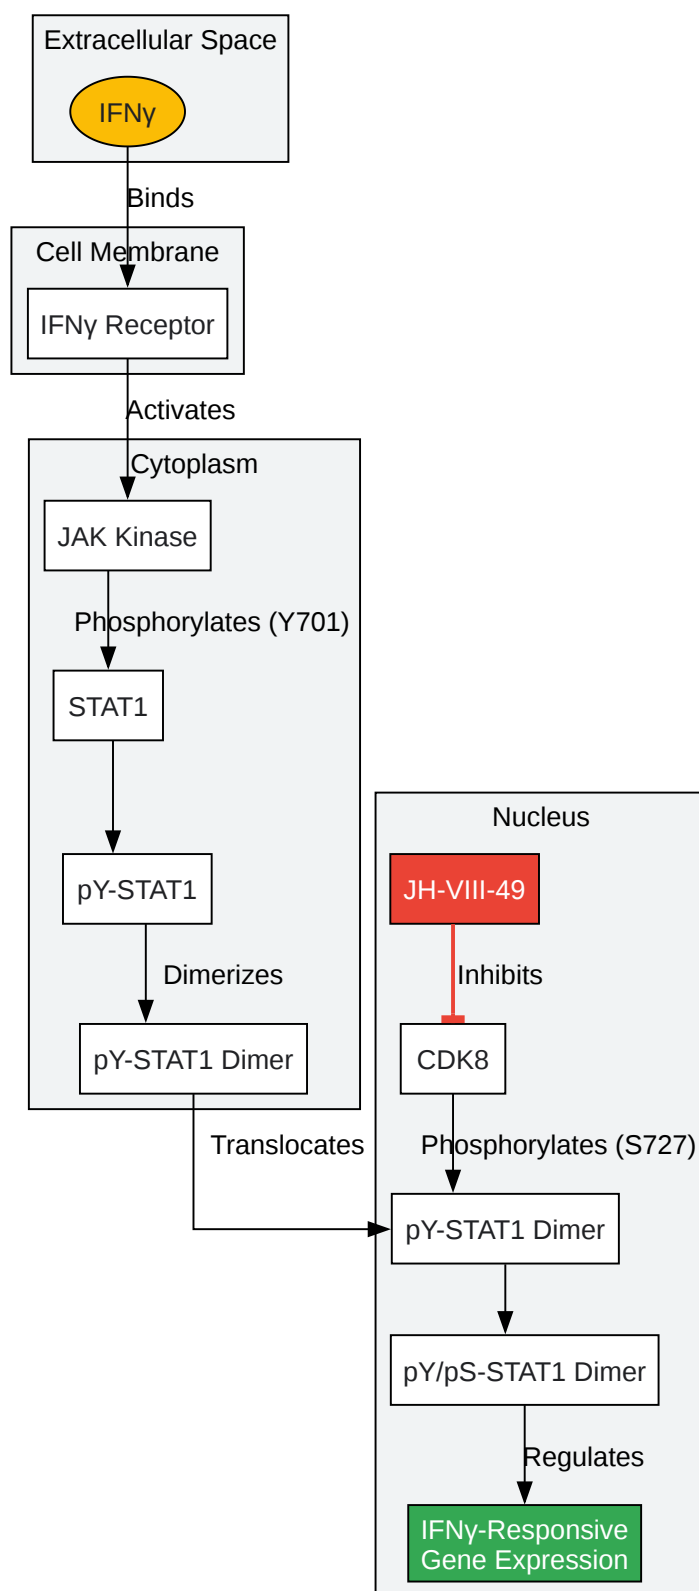 Extracellular Space
IFNγ
Binds
Cell Membrane
IFNγ Receptor
Activates
Cytoplasm
JAK Kinase
Phosphorylates (Y701)
STAT1
pY-STAT1
Dimerizes
pY-STAT1 Dimer
Translocates
Nucleus
JH-VIII-49
Inhibits
CDK8
Phosphorylates (S727)
pY-STAT1 Dimer
pY/pS-STAT1 Dimer
Regulates
IFNγ-Responsive
Gene Expression